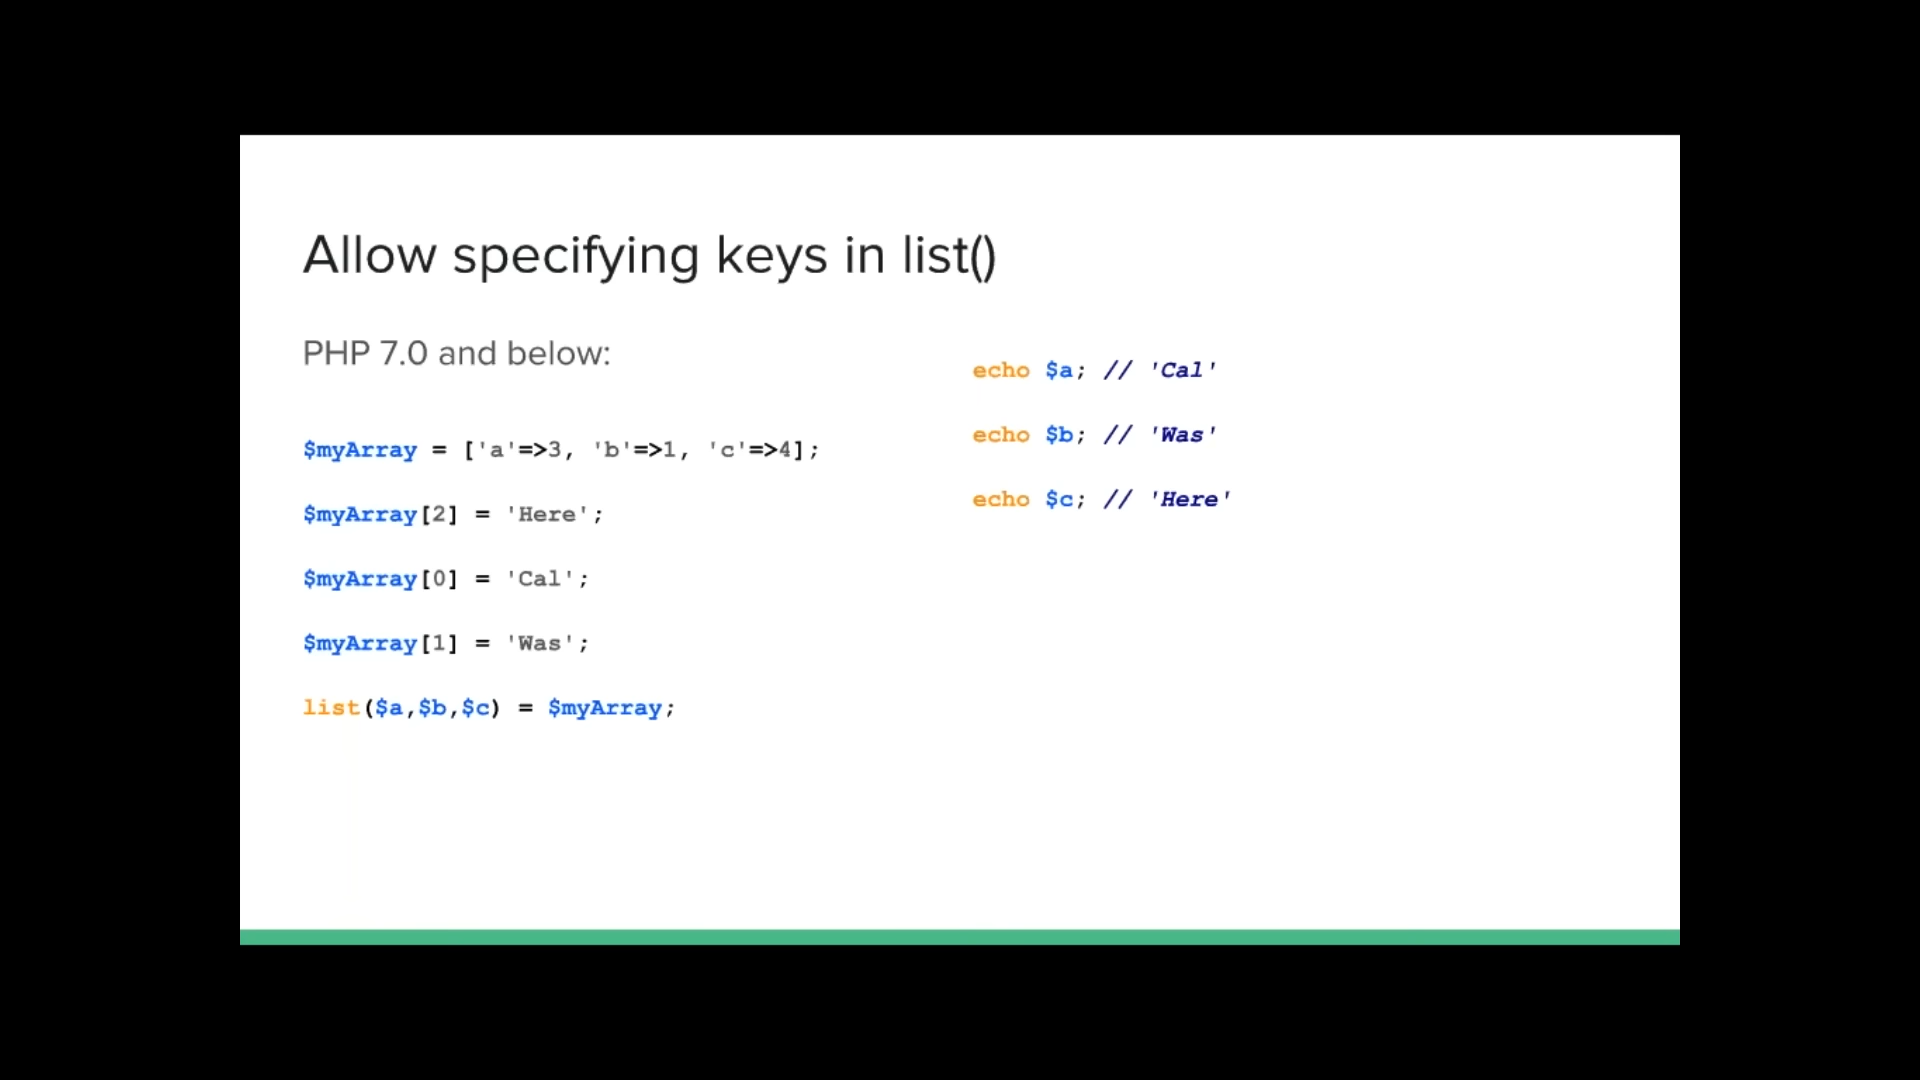 Allow specifying keys in list()
PHP 7.0 and below:
$myArray = ['a'=>3, 'b'=>1, 'c'=>4];
$myArray[2] = 'Here';
$myArray[0] = 'Cal';
$myArray[1] = 'Was';
list($a,$b,$c) = $myArray;
echo $a; // 'Cal'
echo $b; // 'Was'
echo $c; // 'Here'